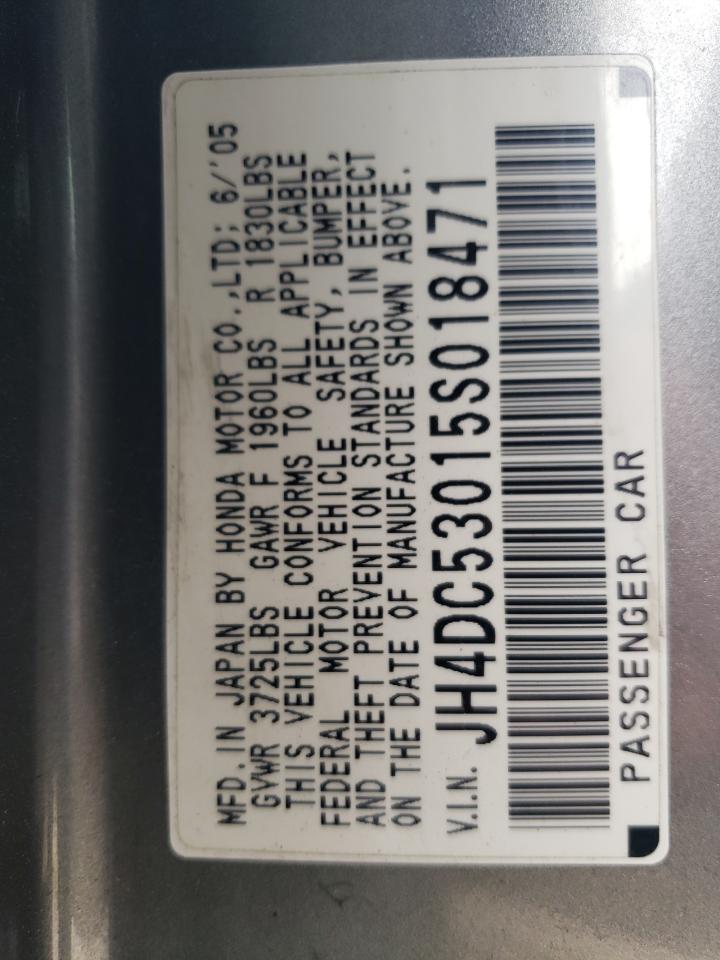 MFD. IN JAPAN BY HONDA MOTOR CO.,LTD; 6/'05
GVWR 3725LBS GAWR F 1960LBS R 1830LBS
THIS VEHICLE CONFORMS TO ALL APPLICABLE
FEDERAL MOTOR VEHICLE SAFETY, BUMPER,
AND THEFT PREVENTION STANDARDS IN EFFECT
ON THE DATE OF MANUFACTURE SHOWN ABOVE.
V.I.N. JH4DC53015S018471
PASSENGER CAR